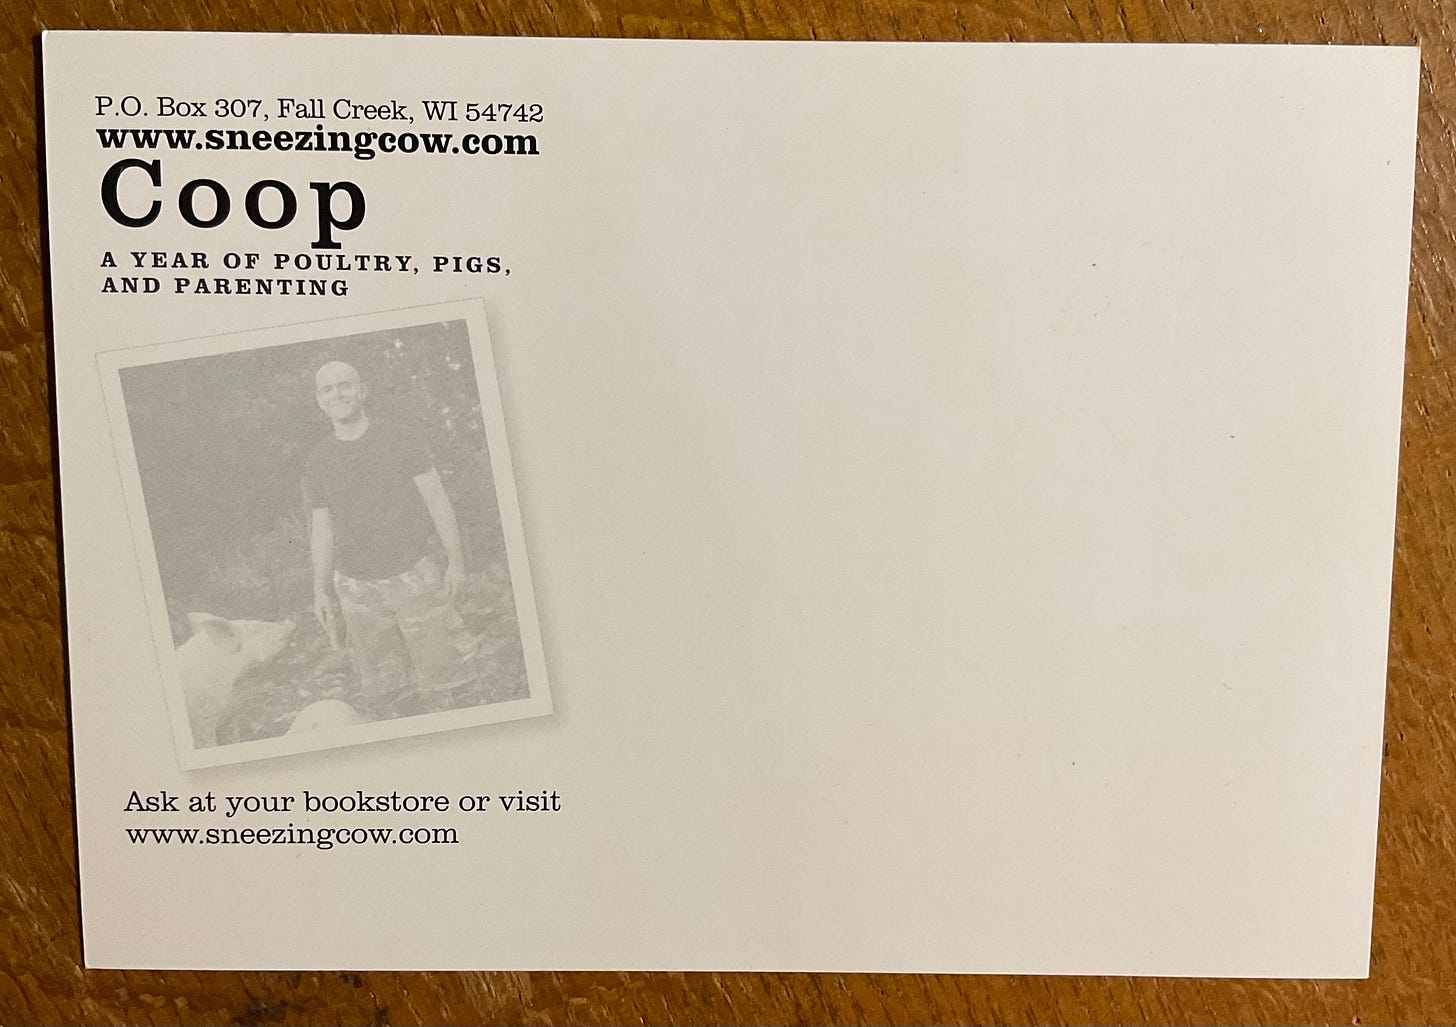 P.O. Box 307, Fall Creek, WI 54742
www.sneezingcow.com
Coop
A YEAR OF POULTRY, PIGS,
AND PARENTING
Ask at your bookstore or visit
www.sneezingcow.com